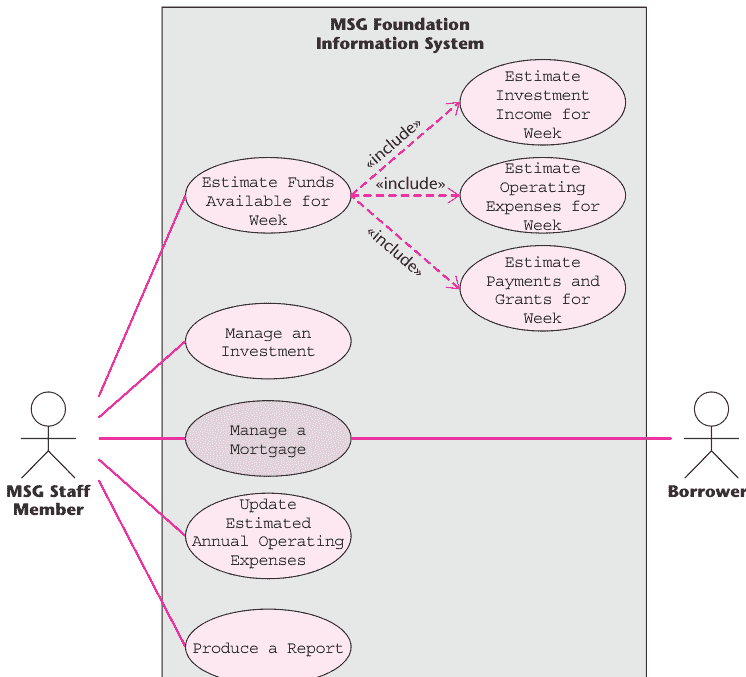 MSG Foundation
Information System
Estimate
Investment
Income for
Week
«include»
Estimate Funds
Available for
Week
«include»
Estimate
Operating
Expenses for
Week
«include»
Estimate
Payments and
Grants for
Week
Manage an
Investment
Manage a
Mortgage
MSG Staff
Member
Borrower
Update
Estimated
Annual Operating
Expenses
Produce a Report